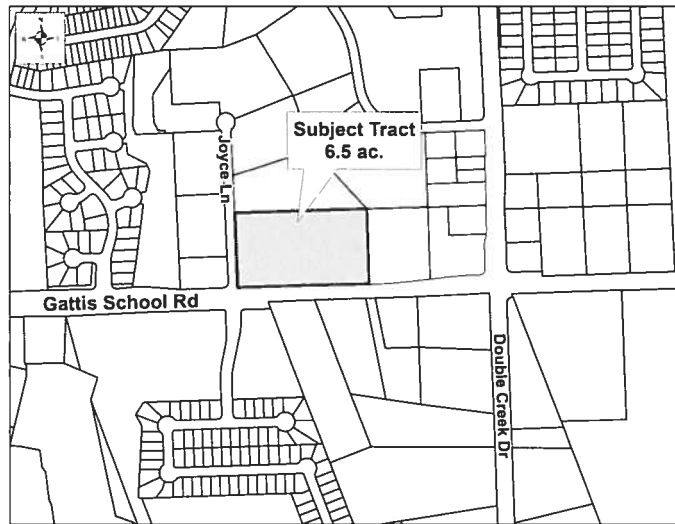 Subject Tract
6.5 ac.
Joyce Ln
Gattis School Rd
Double Creek Dr